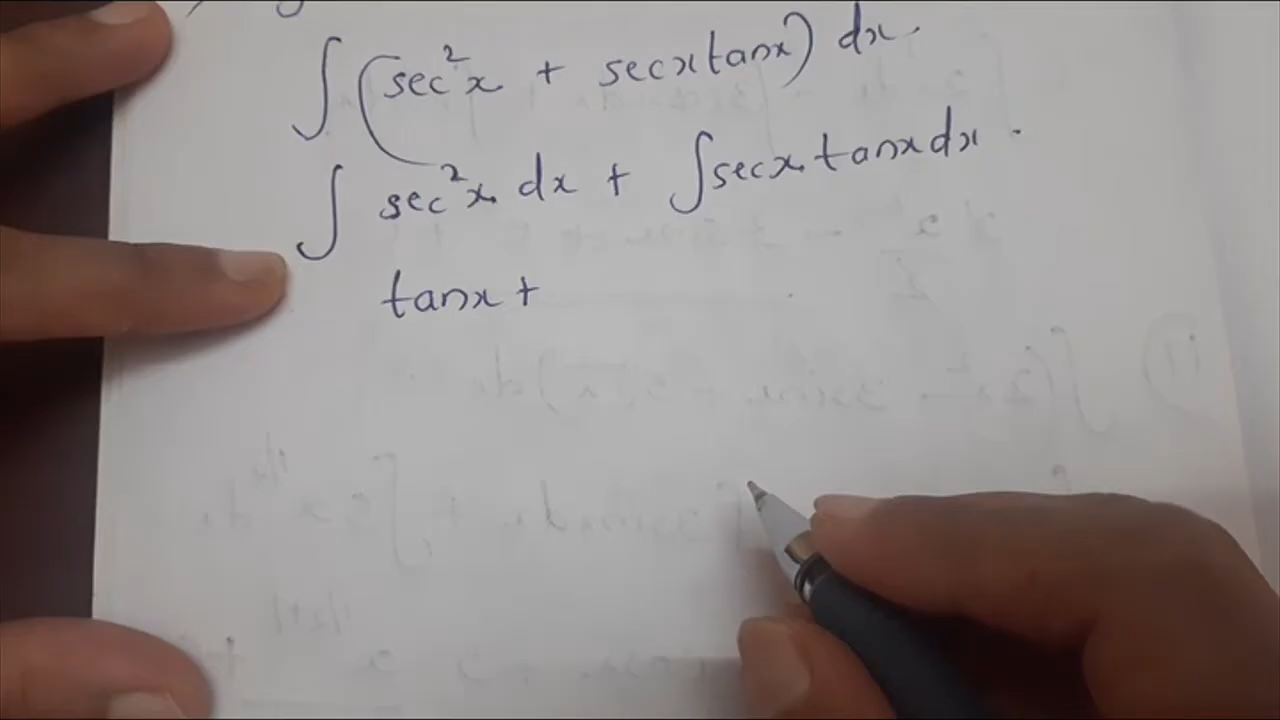 ∫(sec²x + secx tanx) dx.
∫ sec²x. dx + ∫secx. tanx dx.
tanx +